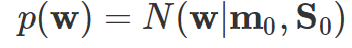 p(w) = N(w|m₀, S₀)